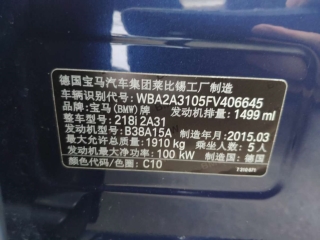 德国宝马汽车集团莱比锡工厂制造
车辆识别代号: WBA2A3105FV406645
品牌: 宝马(BMW)牌 发动机排量: 1499 ml
整车型号: 218i 2A31
发动机型号: B38A15A 制造年月: 2015.03
最大允许总质量: 1910 kg 乘坐人数: 5 人
发动机最大净功率: 100 kW 制造国: 德国
颜色代码/色圈: C10